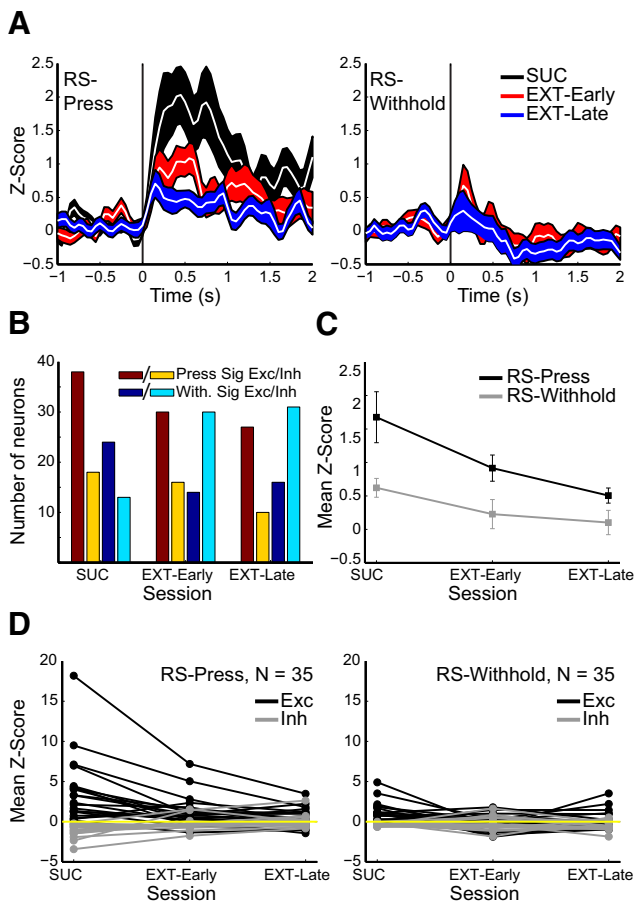 A
2.5
2
1.5
1
0.5
0
−0.5
Z-Score
RS-
Press
−1
−0.5
0
0.5
1
1.5
2
Time (s)
2.5
2
1.5
1
0.5
0
−0.5
RS-
Withhold
SUC
EXT-Early
EXT-Late
−1
−0.5
0
0.5
1
1.5
2
Time (s)
B
40
30
20
10
Number of neurons
/ Press Sig Exc/Inh
/ With. Sig Exc/Inh
SUC
EXT-Early
EXT-Late
Session
C
2.5
2
1.5
1
0.5
0
−0.5
Mean Z-Score
RS-Press
RS-Withhold
SUC
EXT-Early
EXT-Late
Session
D
20
15
10
5
0
−5
Mean Z-Score
RS-Press, N = 35
Exc
Inh
SUC
EXT-Early
EXT-Late
Session
20
15
10
5
0
−5
RS-Withhold, N = 35
Exc
Inh
SUC
EXT-Early
EXT-Late
Session